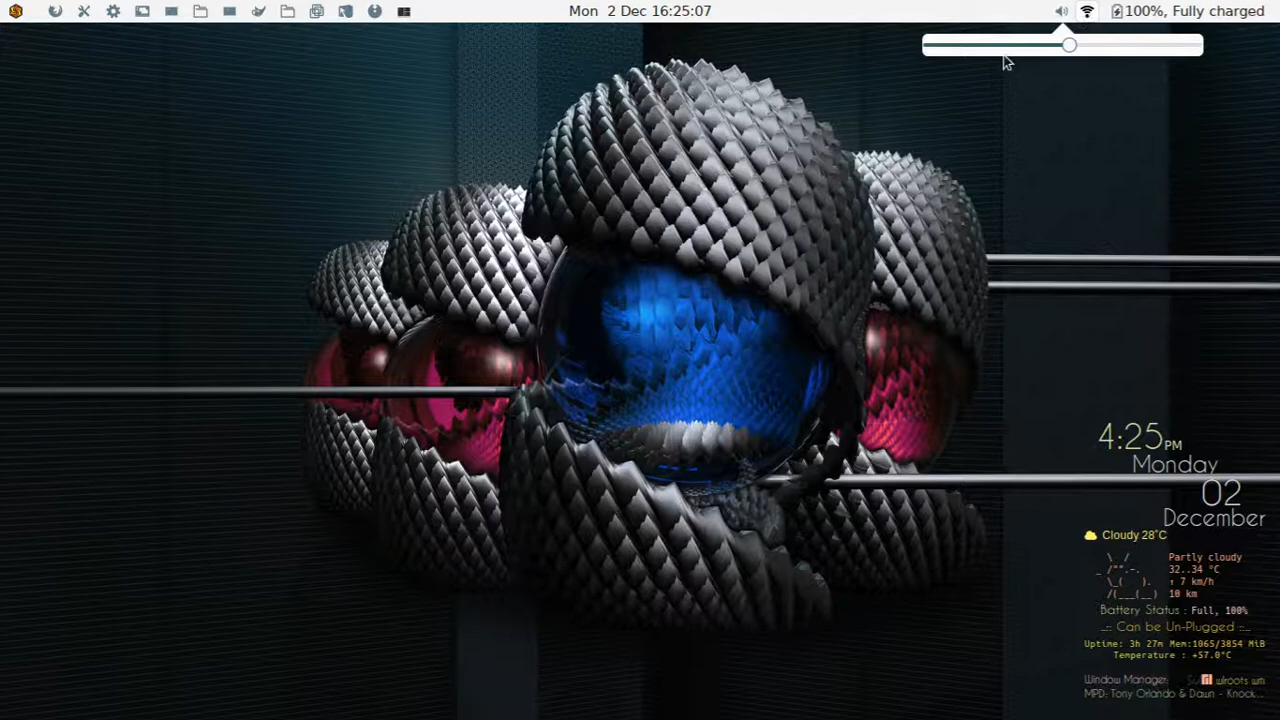 Mon 2 Dec 16:25:07
100%, Fully charged
4:25PM
Monday
02
December
Cloudy 28°C
Partly cloudy
32..34 °C
↑ 7 km/h
10 km
Battery Status : Full, 100%
..:: Can be Un-Plugged ::..
Uptime: 3h 27m Mem:1065/3854 MiB
Temperature : +57.0°C
Window Manager: wlroots wm
MPD: Tony Orlando & Dawn - Knock...